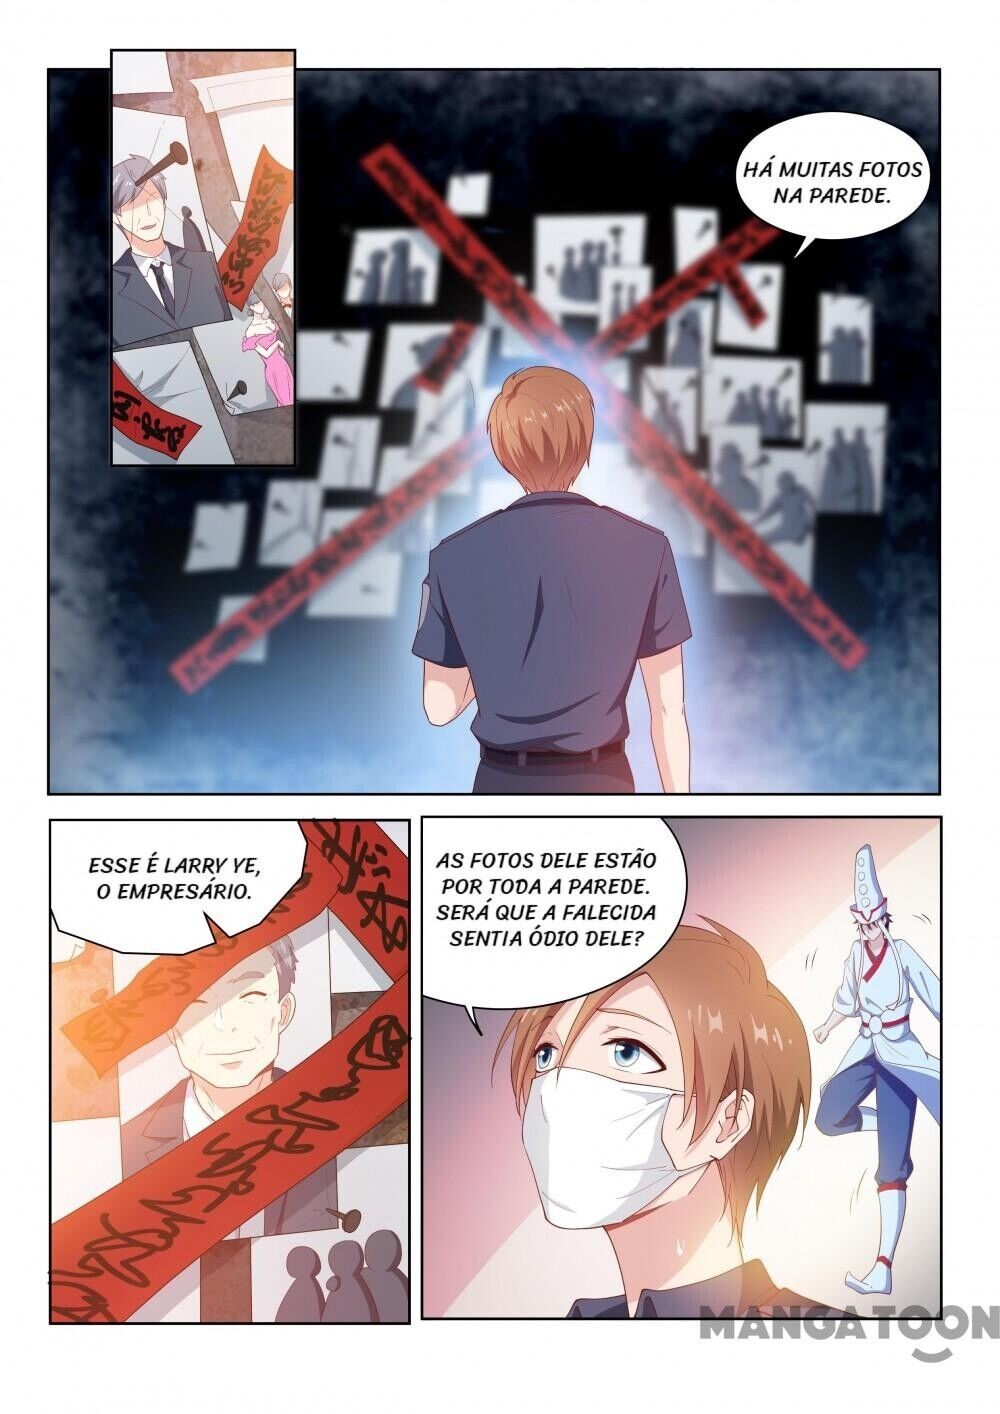 HÁ MUITAS FOTOS
NA PAREDE.
ESSE É LARRY YE,
O EMPRESÁRIO.
AS FOTOS DELE ESTÃO
POR TODA A PAREDE.
SERÁ QUE A FALECIDA
SENTIA ÓDIO DELE?
MANGATOON